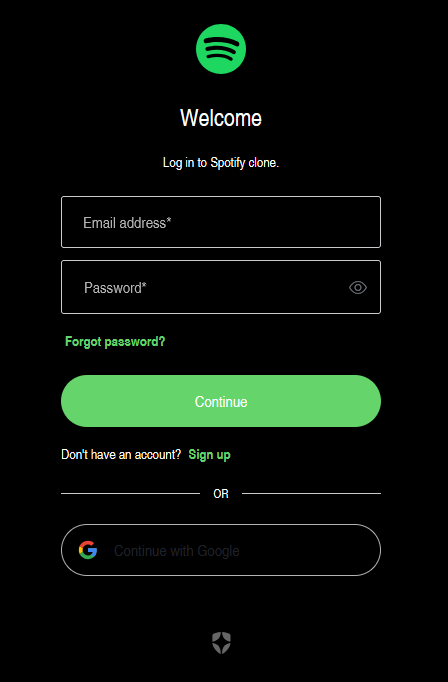 Welcome
Log in to Spotify clone.
Email address*
Password*
Forgot password?
Continue
Don't have an account? Sign up
OR
Continue with Google